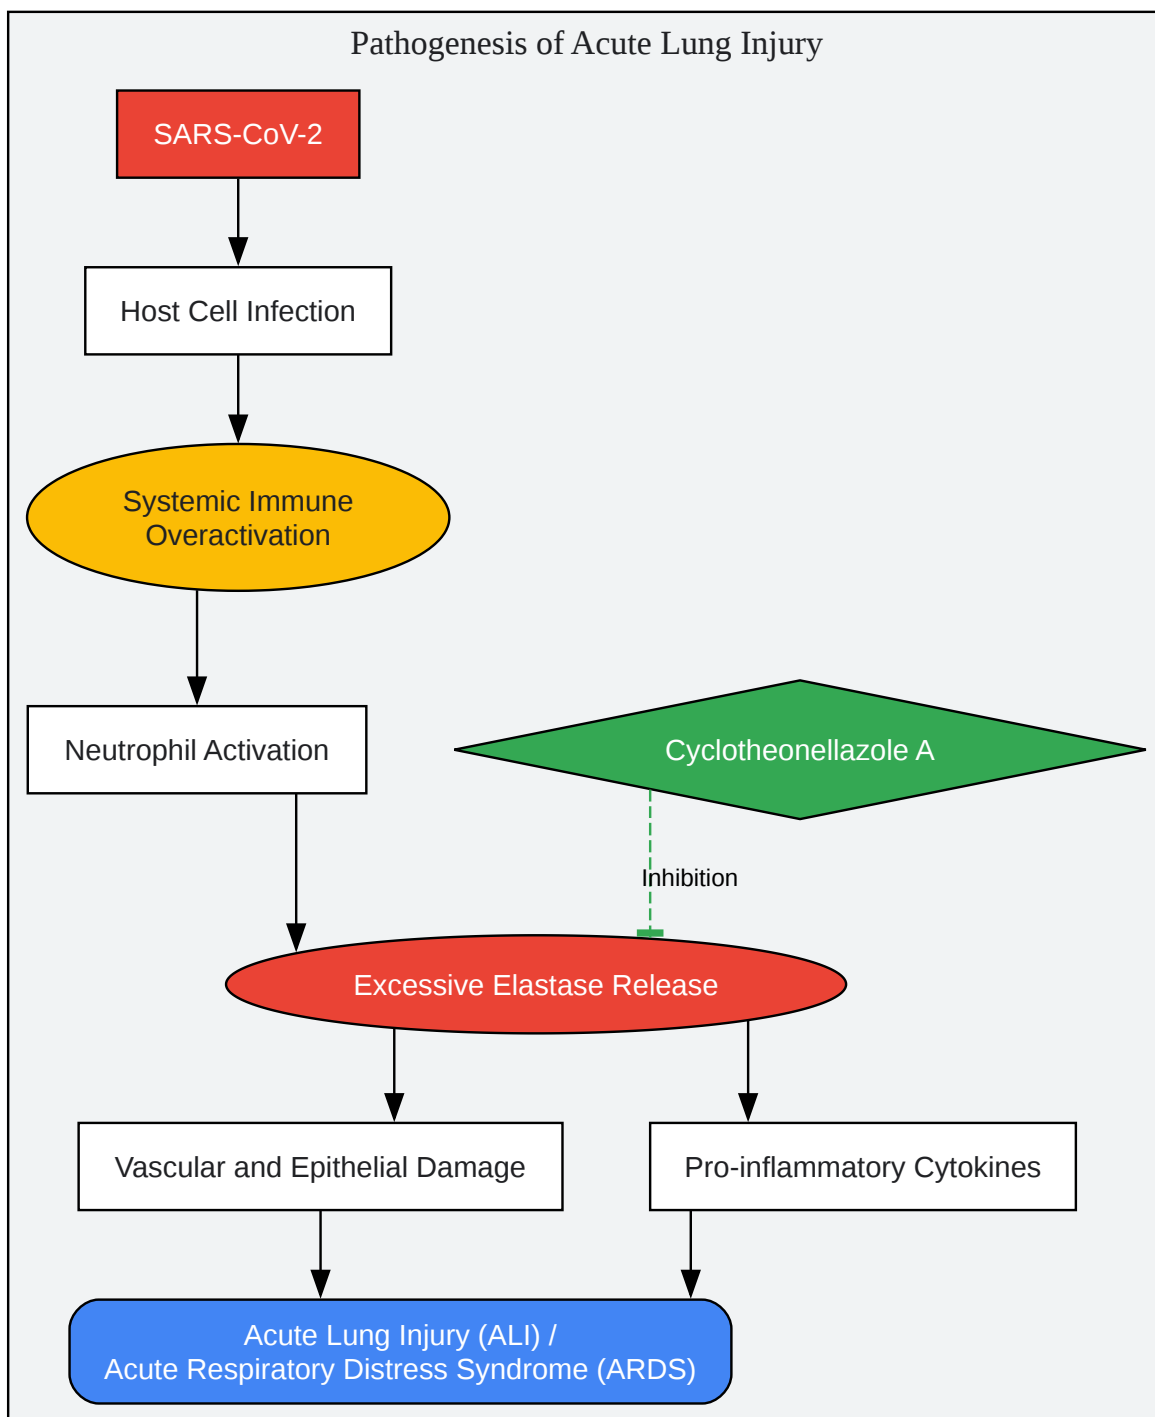 Pathogenesis of Acute Lung Injury
SARS-CoV-2
Host Cell Infection
Systemic Immune
Overactivation
Neutrophil Activation
Cyclotheonellazole A
Inhibition
Excessive Elastase Release
Vascular and Epithelial Damage
Pro-inflammatory Cytokines
Acute Lung Injury (ALI) /
Acute Respiratory Distress Syndrome (ARDS)